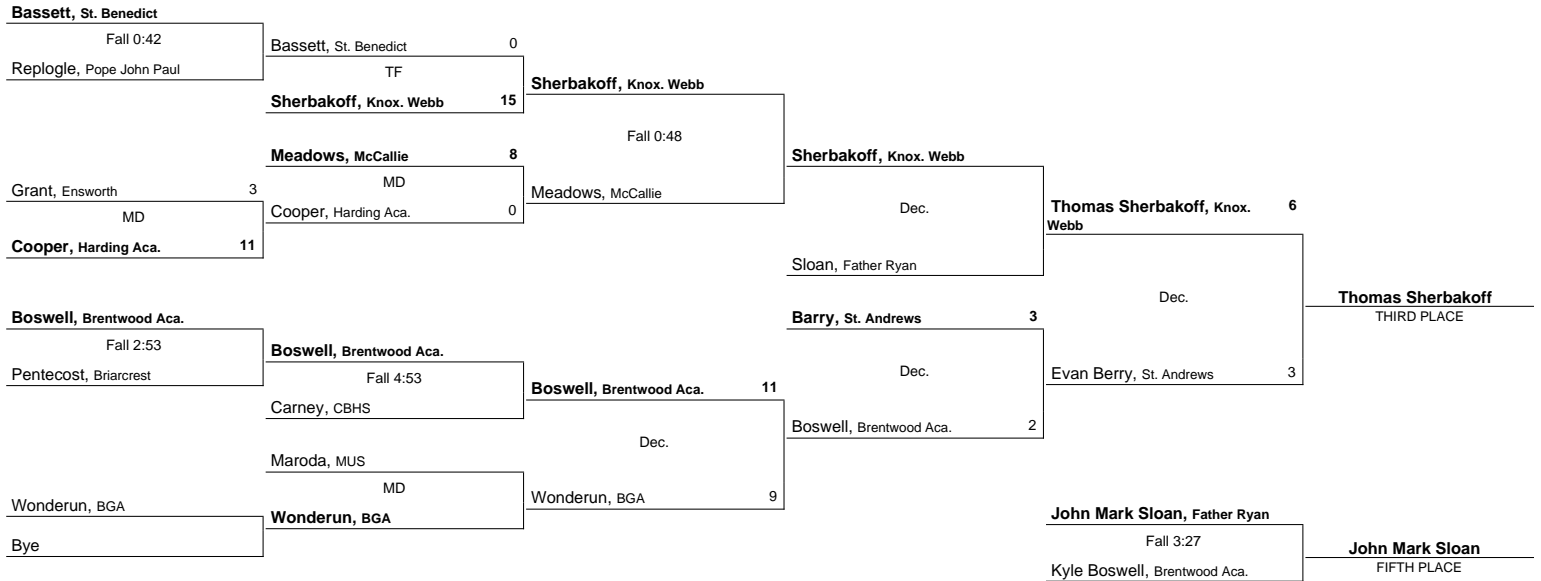 Bassett, St. Benedict
Fall 0:42
Replogle, Pope John Paul
Grant, Ensworth 3
MD
Cooper, Harding Aca. 11
Boswell, Brentwood Aca.
Fall 2:53
Pentecost, Briarcrest
Wonderun, BGA
Bye
Bassett, St. Benedict 0
TF
Sherbakoff, Knox. Webb 15
Meadows, McCallie 8
MD
Cooper, Harding Aca. 0
Boswell, Brentwood Aca.
Fall 4:53
Carney, CBHS
Maroda, MUS
MD
Wonderun, BGA
Sherbakoff, Knox. Webb
Fall 0:48
Meadows, McCallie
Boswell, Brentwood Aca. 11
Dec.
Wonderun, BGA 9
Sherbakoff, Knox. Webb
Dec.
Sloan, Father Ryan
Barry, St. Andrews 3
Dec.
Boswell, Brentwood Aca. 2
Thomas Sherbakoff, Knox. 6
Webb
Dec.
Evan Berry, St. Andrews 3
John Mark Sloan, Father Ryan
Fall 3:27
Kyle Boswell, Brentwood Aca.
Thomas Sherbakoff
THIRD PLACE
John Mark Sloan
FIFTH PLACE